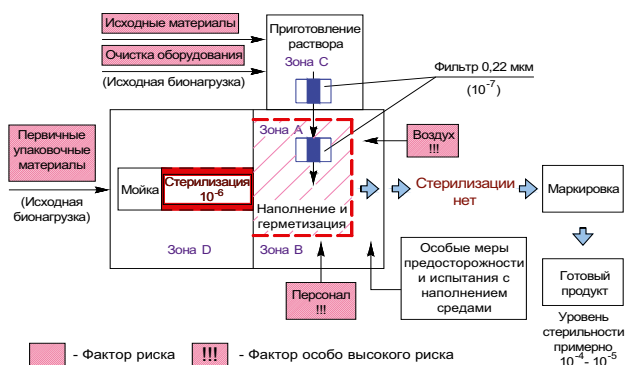 Исходные материалы
Очистка оборудования
(Исходная бионагрузка)
Приготовление
раствора
Зона C
Фильтр 0,22 мкм
(10⁻⁷)
Первичные
упаковочные
материалы
(Исходная
бионагрузка)
Мойка
Стерилизация
10⁻⁶
Зона A
Наполнение и
герметизация
Зона D
Зона B
Воздух
!!!
Персонал
!!!
Стерилизации
нет
Маркировка
Особые меры
предосторожности
и испытания с
наполнением
средами
Готовый
продукт
Уровень
стерильности
примерно
10⁻⁴- 10⁻⁵
- Фактор риска
!!! - Фактор особо высокого риска